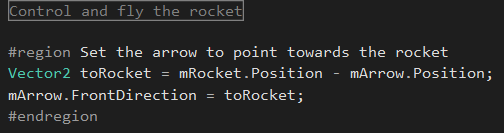 Control and fly the rocket
#region Set the arrow to point towards the rocket
Vector2 toRocket = mRocket.Position - mArrow.Position;
mArrow.FrontDirection = toRocket;
#endregion